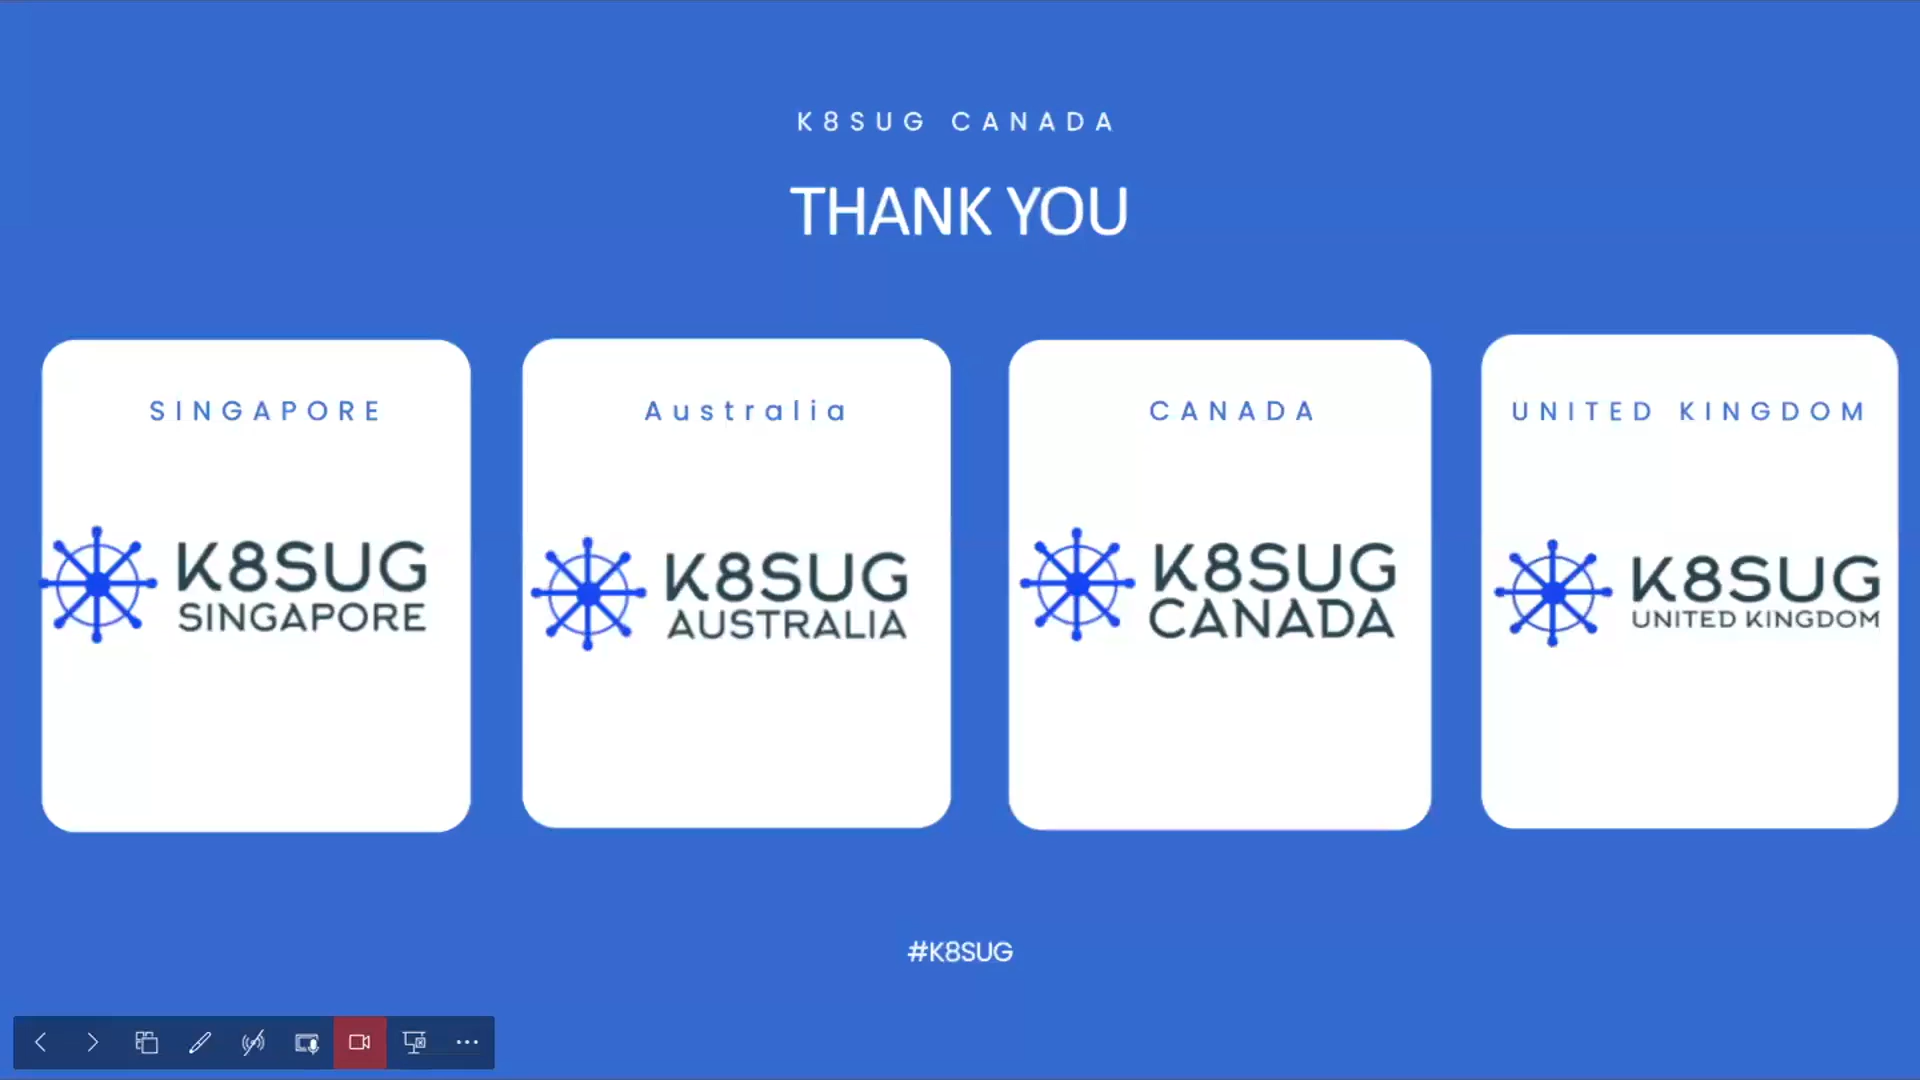 K8SUG CANADA
THANK YOU
SINGAPORE
K8SUG
SINGAPORE
Australia
K8SUG
AUSTRALIA
CANADA
K8SUG
CANADA
UNITED KINGDOM
K8SUG
UNITED KINGDOM
#K8SUG